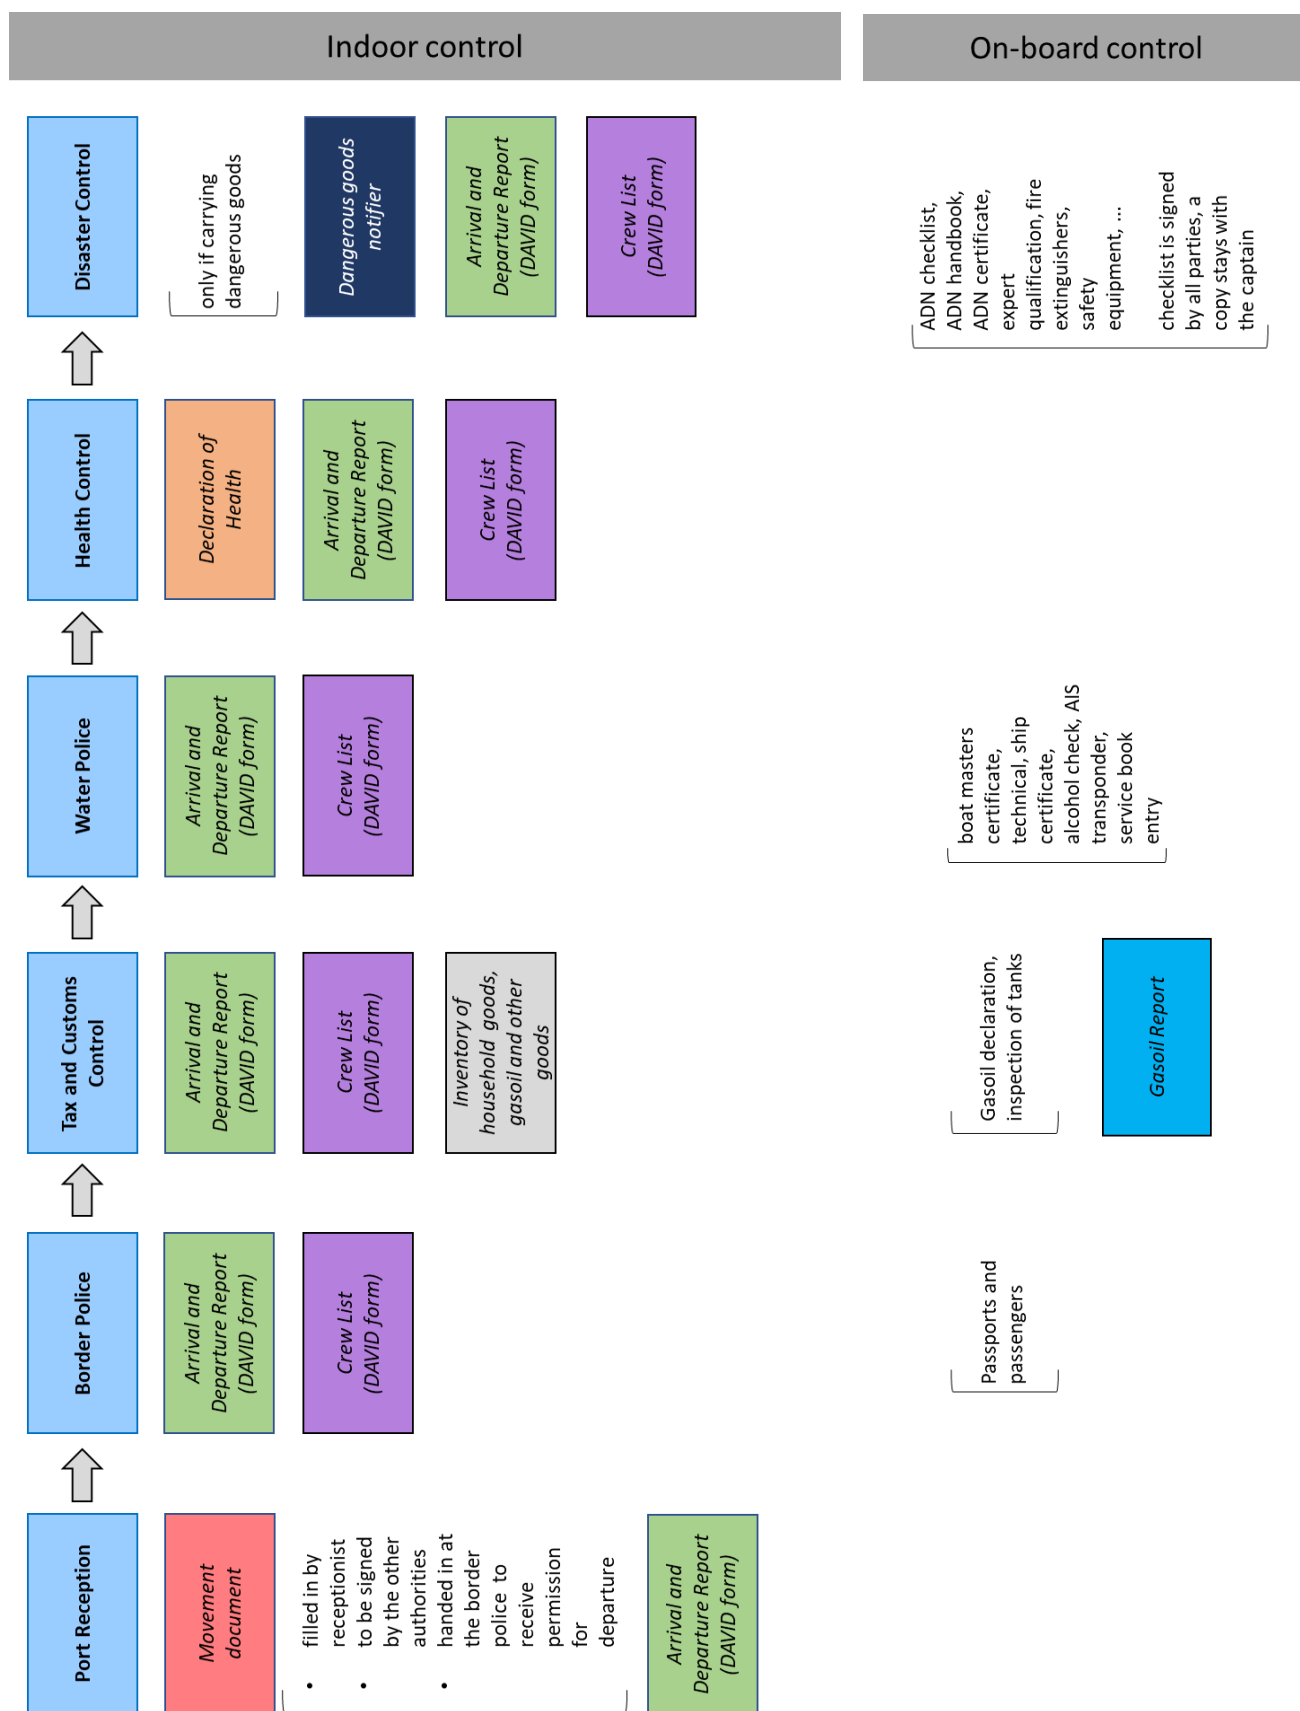 Indoor control
On-board control
Port Reception
Movement
document
• filled in by
receptionist
• to be signed
by the other
authorities
• handed in at
the border
police to
receive
permission
for
departure
Arrival and
Departure Report
(DAVID form)
Border Police
Arrival and
Departure Report
(DAVID form)
Crew List
(DAVID form)
Passports and
passengers
Tax and Customs
Control
Arrival and
Departure Report
(DAVID form)
Crew List
(DAVID form)
Inventory of
household goods,
gasoil and other
goods
Gasoil declaration,
inspection of tanks
Gasoil Report
Water Police
Arrival and
Departure Report
(DAVID form)
Crew List
(DAVID form)
boat masters
certificate,
technical, ship
certificate,
alcohol check, AIS
transponder,
service book
entry
Health Control
Declaration of
Health
Arrival and
Departure Report
(DAVID form)
Crew List
(DAVID form)
Disaster Control
only if carrying
dangerous goods
Dangerous goods
notifier
Arrival and
Departure Report
(DAVID form)
Crew List
(DAVID form)
ADN checklist,
ADN handbook,
ADN certificate,
expert
qualification, fire
extinguishers,
safety
equipment, ...
checklist is signed
by all parties, a
copy stays with
the captain